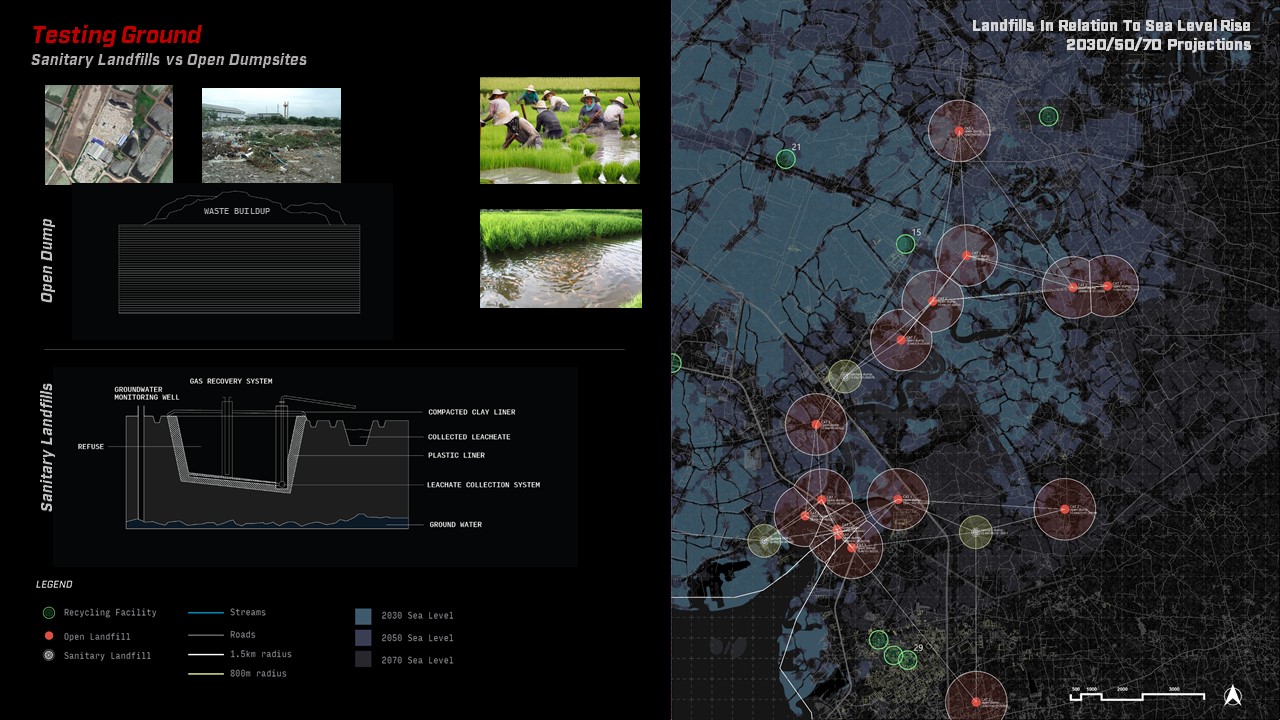 Testing Ground
Sanitary Landfills vs Open Dumpsites
Open Dump
WASTE BUILDUP
Sanitary Landfills
GROUNDWATER
MONITORING WELL
GAS RECOVERY SYSTEM
REFUSE
COMPACTED CLAY LINER
COLLECTED LEACHEATE
PLASTIC LINER
LEACHATE COLLECTION SYSTEM
GROUND WATER
LEGEND
Recycling Facility
Open Landfill
Sanitary Landfill
Streams
Roads
1.5km radius
800m radius
2030 Sea Level
2050 Sea Level
2070 Sea Level
Landfills In Relation To Sea Level Rise
2030/50/70 Projections
21
15
29
500 1000 2000 3000